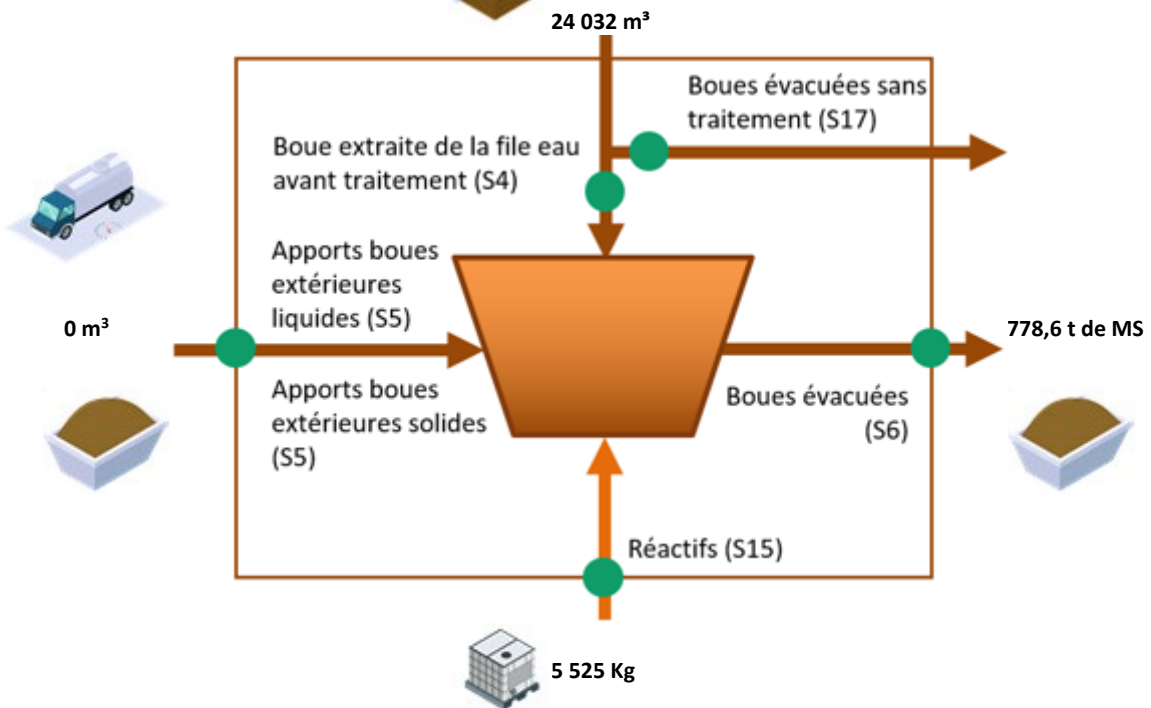 24 032 m³
Boues évacuées sans
traitement (S17)
Boue extraite de la file eau
avant traitement (S4)
Apports boues
extérieures
liquides (S5)
0 m³
778,6 t de MS
Apports boues
extérieures solides
(S5)
Boues évacuées
(S6)
Réactifs (S15)
5 525 Kg